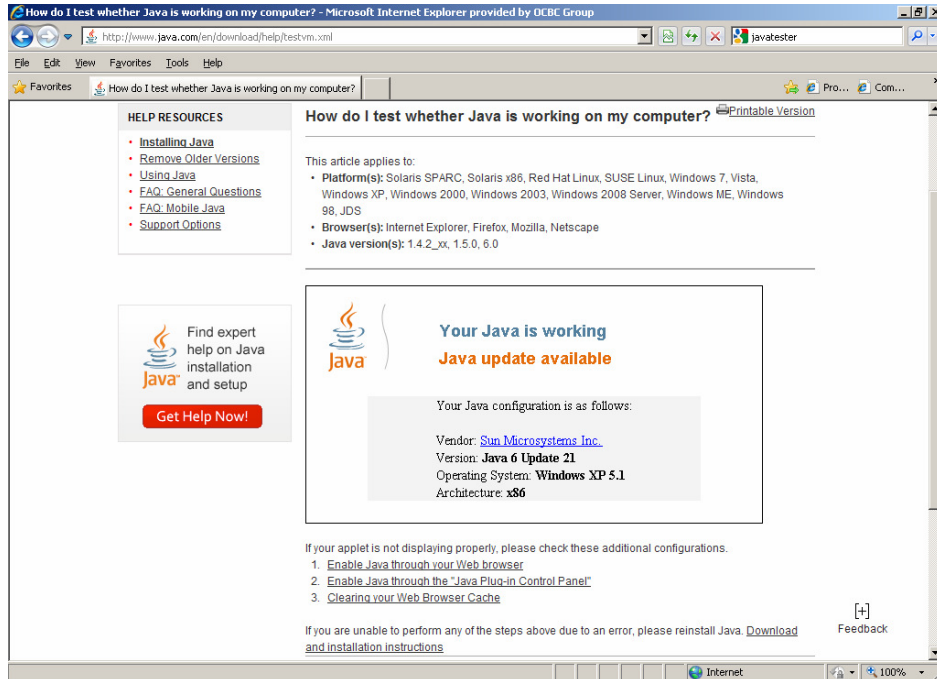 How do I test whether Java is working on my computer? - Microsoft Internet Explorer provided by OCBC Group
http://www.java.com/en/download/help/testvm.xml
javatester
File Edit View Favorites Tools Help
Favorites
How do I test whether Java is working on my computer?
Pro...
Com...
HELP RESOURCES
Installing Java
Remove Older Versions
Using Java
FAQ: General Questions
FAQ: Mobile Java
Support Options
Find expert
help on Java
installation
and setup
Java™
Get Help Now!
How do I test whether Java is working on my computer?
Printable Version
This article applies to:
• Platform(s): Solaris SPARC, Solaris x86, Red Hat Linux, SUSE Linux, Windows 7, Vista,
Windows XP, Windows 2000, Windows 2003, Windows 2008 Server, Windows ME, Windows
98, JDS
• Browser(s): Internet Explorer, Firefox, Mozilla, Netscape
• Java version(s): 1.4.2_xx, 1.5.0, 6.0
Java
Your Java is working
Java update available
Your Java configuration is as follows:
Vendor: Sun Microsystems Inc.
Version: Java 6 Update 21
Operating System: Windows XP 5.1
Architecture: x86
If your applet is not displaying properly, please check these additional configurations.
1. Enable Java through your Web browser
2. Enable Java through the "Java Plug-in Control Panel"
3. Clearing your Web Browser Cache
If you are unable to perform any of the steps above due to an error, please reinstall Java. Download
and installation instructions
[+]
Feedback
Internet
100%